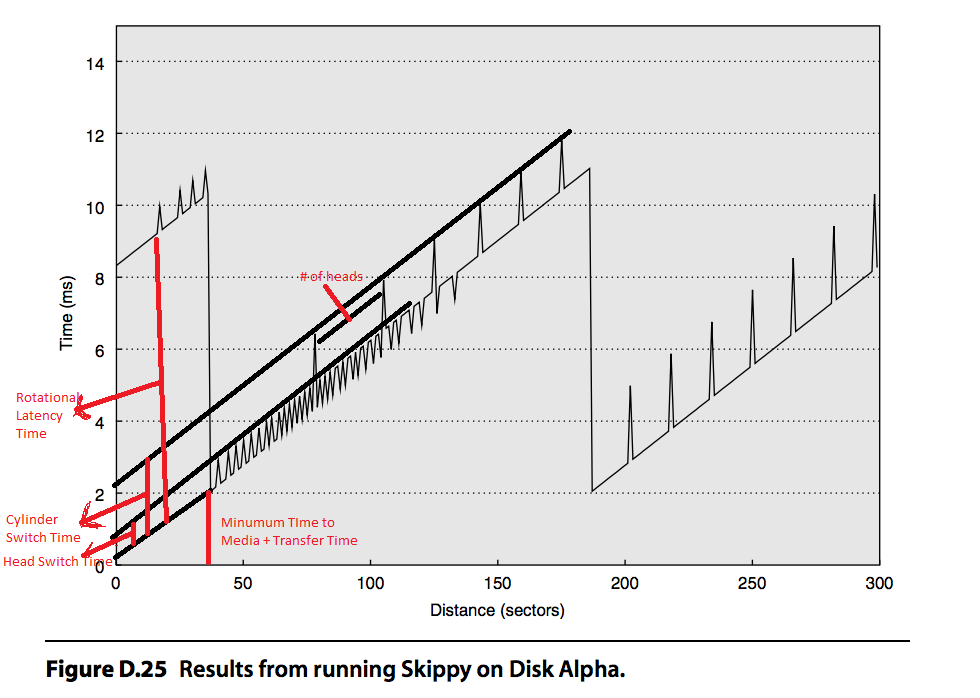 14
12
10
8
6
4
2
0
Time (ms)
# of heads
Rotational
Latency
Time
Cylinder
Switch Time
Head Switch Time
Minumum TIme to
Media + Transfer Time
0 50 100 150 200 250 300
Distance (sectors)
Figure D.25 Results from running Skippy on Disk Alpha.